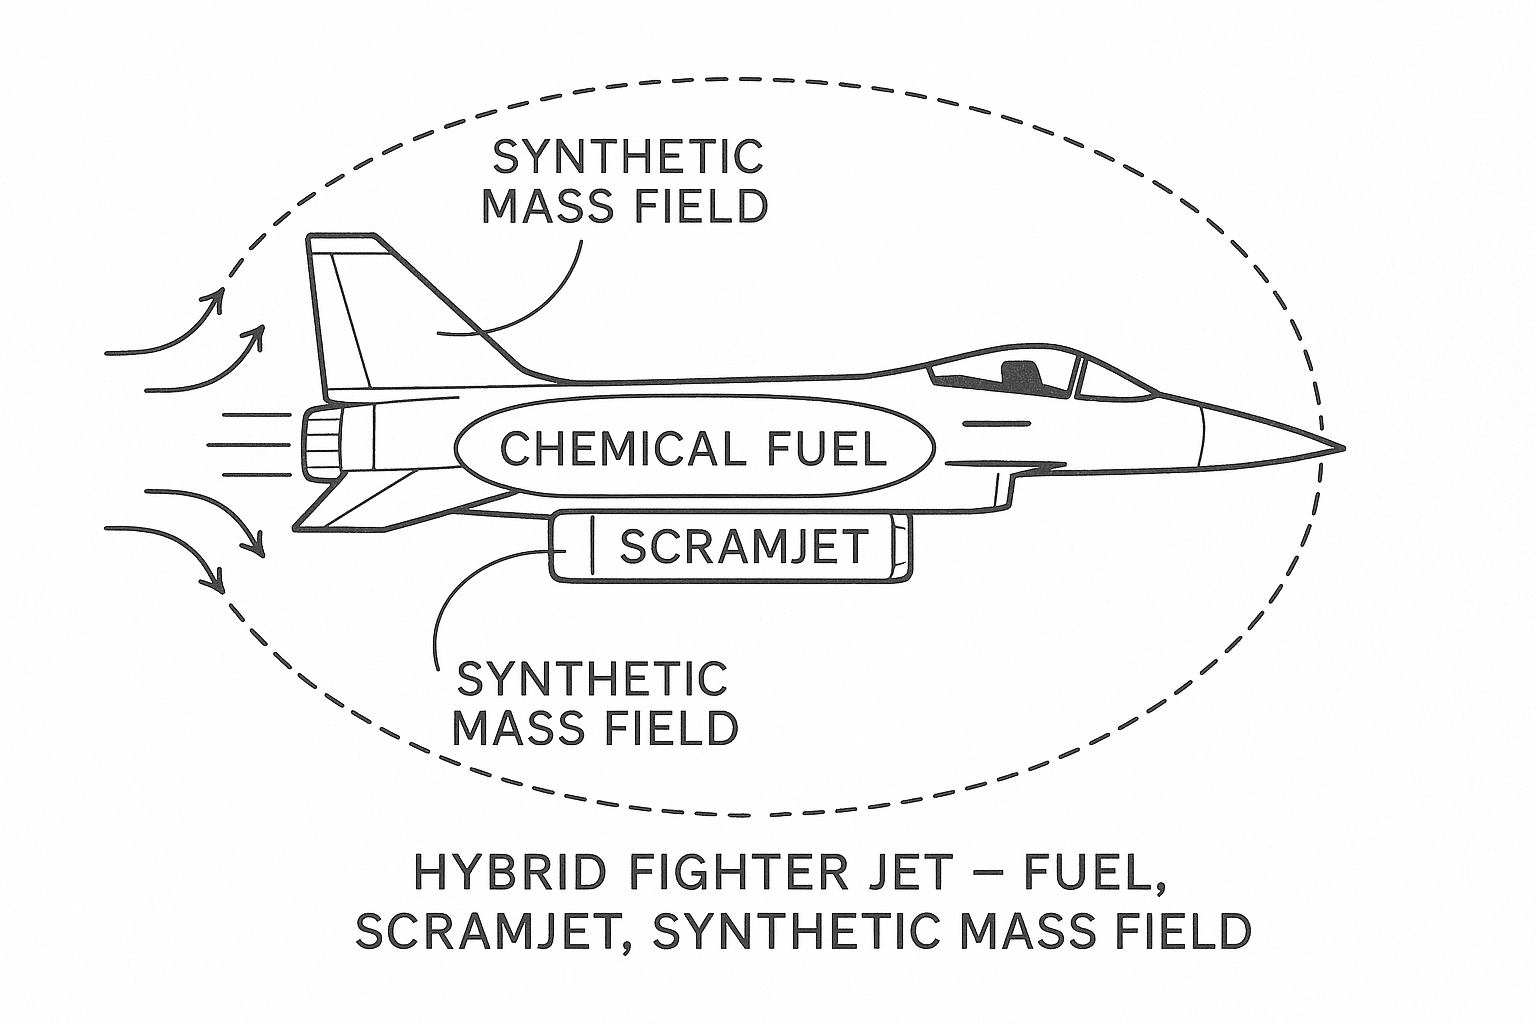 SYNTHETIC
MASS FIELD
CHEMICAL FUEL
SCRAMJET
SYNTHETIC
MASS FIELD
HYBRID FIGHTER JET – FUEL,
SCRAMJET, SYNTHETIC MASS FIELD